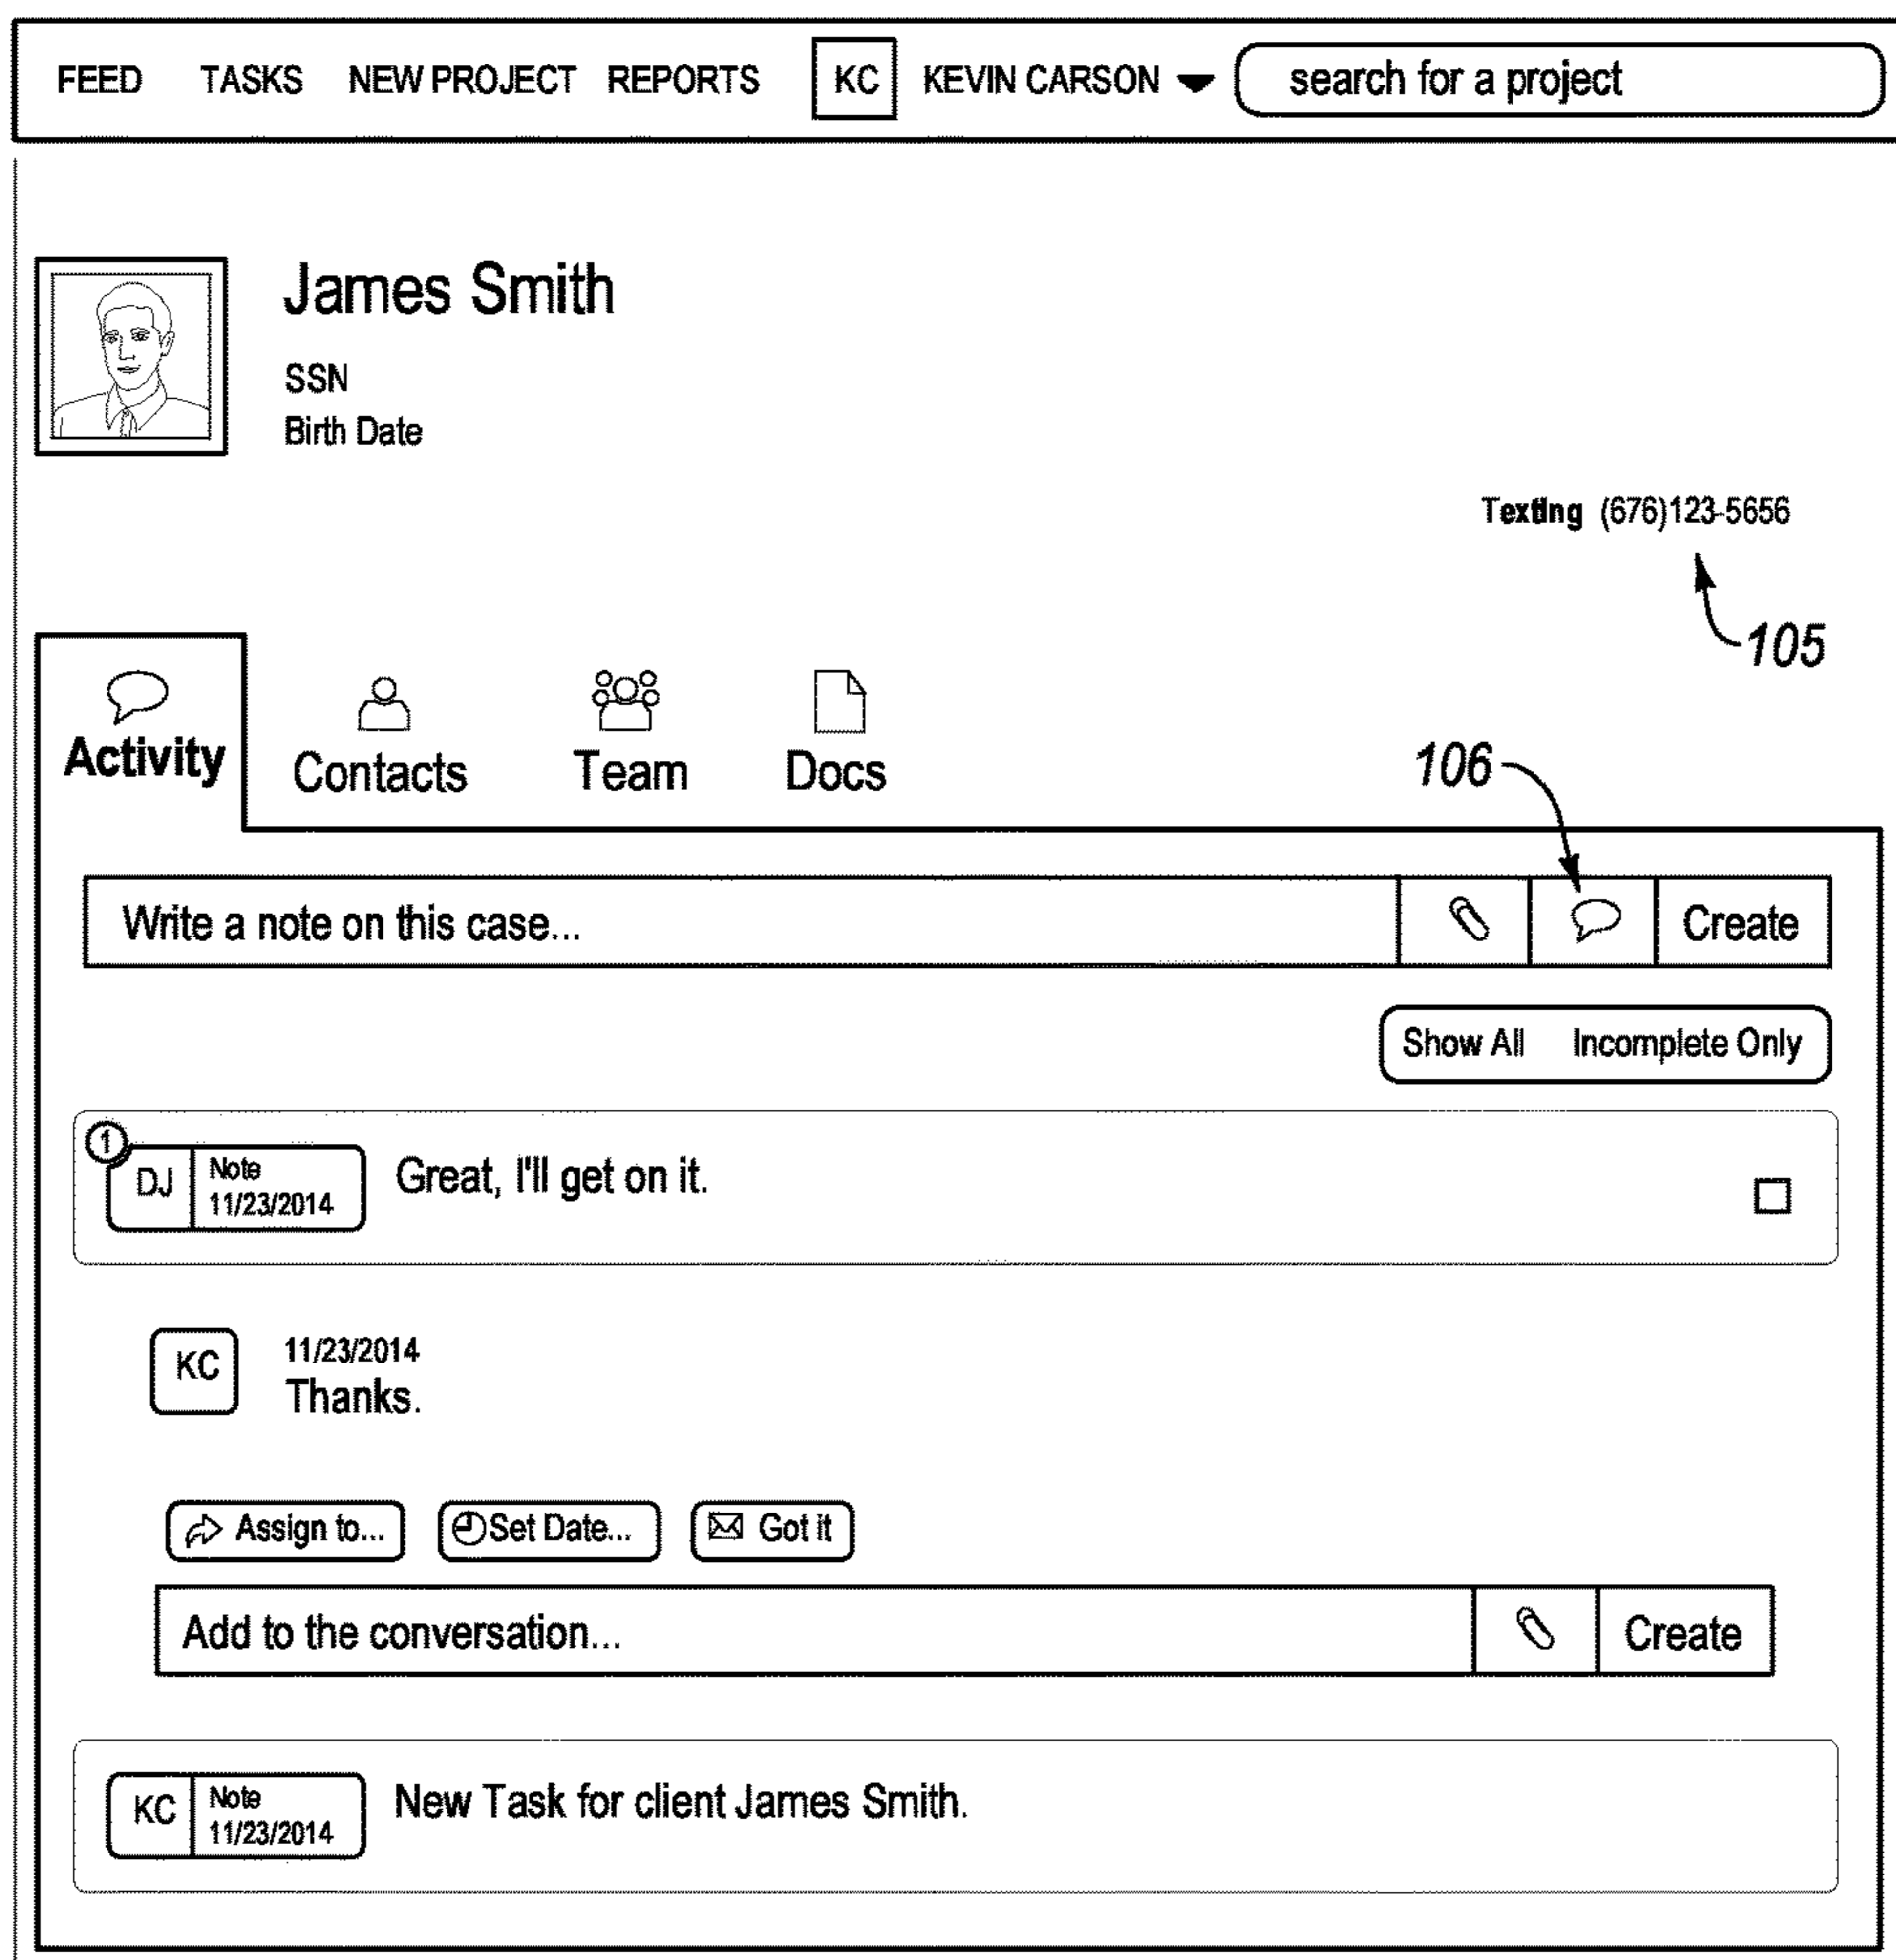 FEED TASKS NEW PROJECT REPORTS KC KEVIN CARSON search for a project
James Smith
SSN
Birth Date
Texting (676)123-5656
105
Activity Contacts Team Docs
106
Write a note on this case... Create
Show All Incomplete Only
1
DJ Note Great, I'll get on it.
11/23/2014
KC 11/23/2014
Thanks.
Assign to... Set Date... Got it
Add to the conversation... Create
KC Note New Task for client James Smith.
11/23/2014